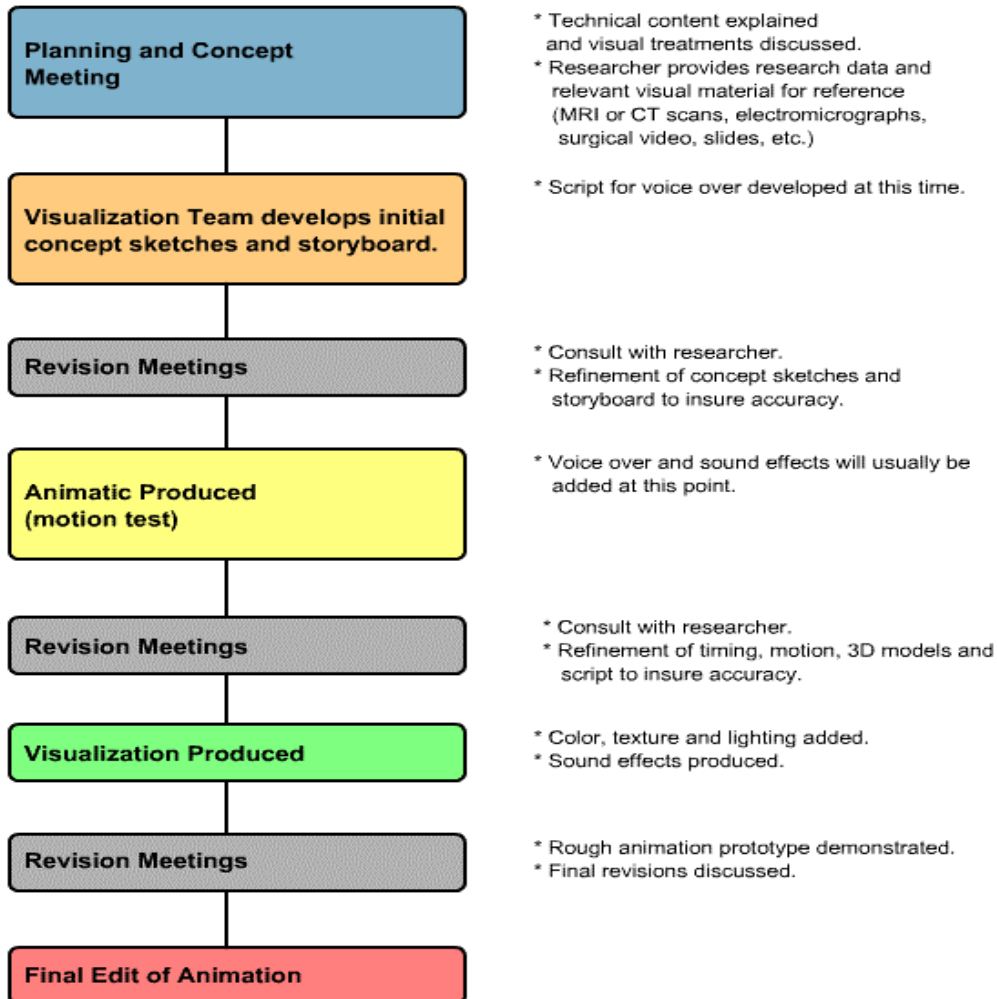 Planning and Concept
Meeting
* Technical content explained
and visual treatments discussed.
* Researcher provides research data and
relevant visual material for reference
(MRI or CT scans, electromicrographs,
surgical video, slides, etc.)
Visualization Team develops initial
concept sketches and storyboard.
* Script for voice over developed at this time.
Revision Meetings
* Consult with researcher.
* Refinement of concept sketches and
storyboard to insure accuracy.
Animatic Produced
(motion test)
* Voice over and sound effects will usually be
added at this point.
Revision Meetings
* Consult with researcher.
* Refinement of timing, motion, 3D models and
script to insure accuracy.
Visualization Produced
* Color, texture and lighting added.
* Sound effects produced.
Revision Meetings
* Rough animation prototype demonstrated.
* Final revisions discussed.
Final Edit of Animation